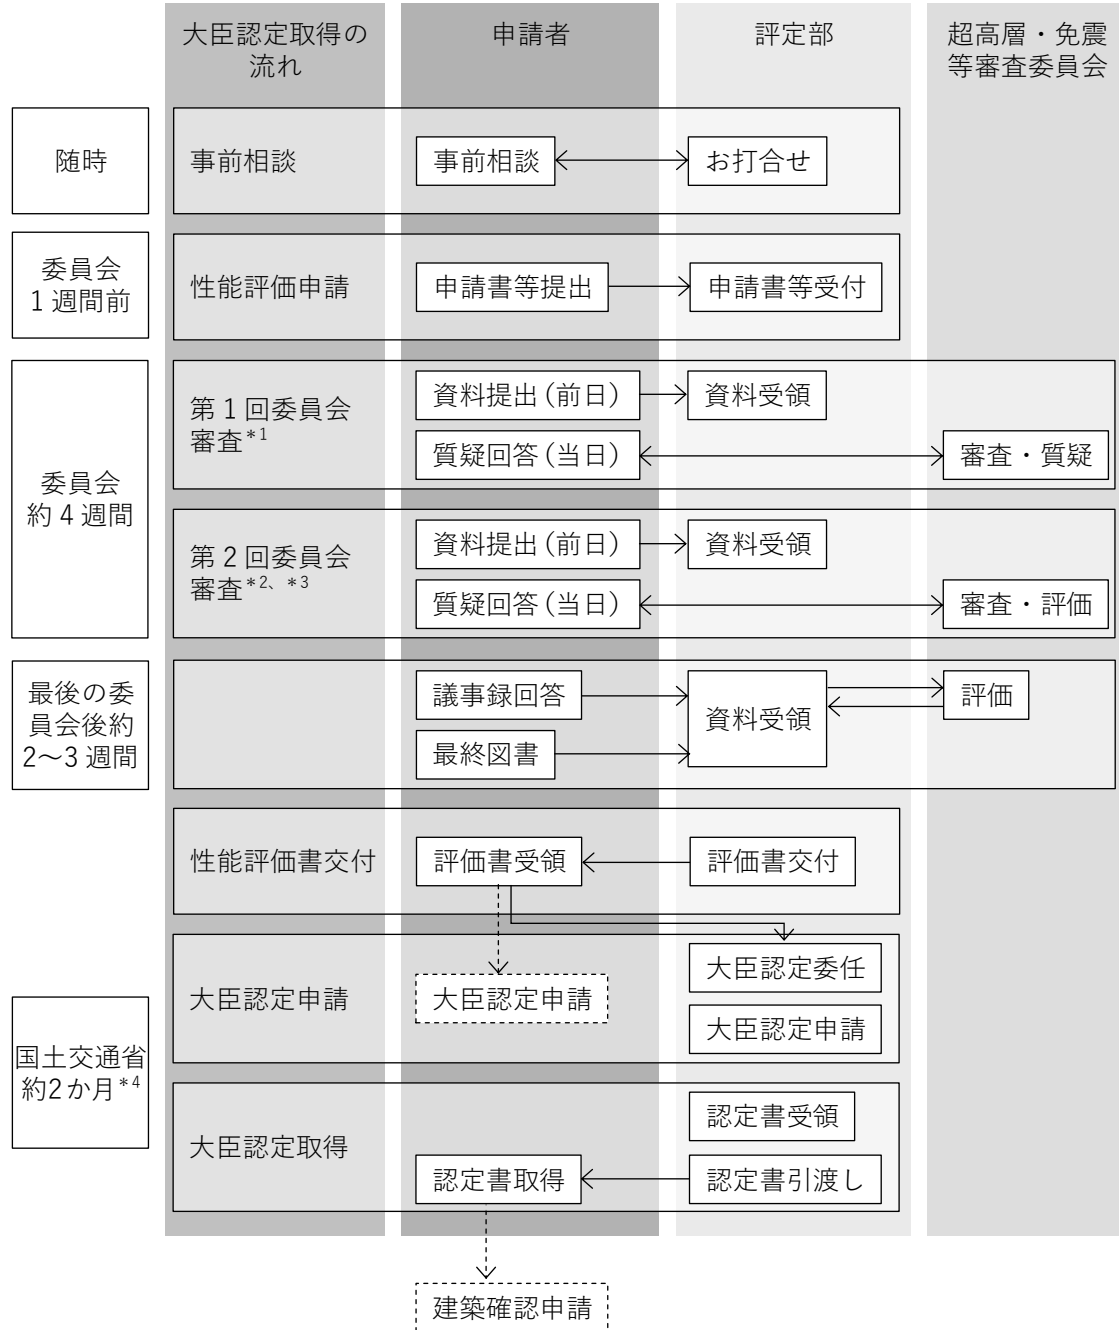 大臣認定取得の
流れ
申請者
評定部
超高層・免震
等審査委員会
随時
事前相談
事前相談
お打合せ
委員会
1週間前
性能評価申請
申請書等提出
申請書等受付
委員会
約4週間
第1回委員会
審査*1
資料提出(前日)
資料受領
質疑回答(当日)
審査・質疑
第2回委員会
審査*2、*3
資料提出(前日)
資料受領
質疑回答(当日)
審査・評価
最後の委
員会後約
2〜3週間
議事録回答
資料受領
評価
最終図書
性能評価書交付
評価書受領
評価書交付
国土交通省
約2か月*4
大臣認定申請
大臣認定申請
大臣認定委任
大臣認定申請
大臣認定取得
認定書受領
認定書取得
認定書引渡し
建築確認申請